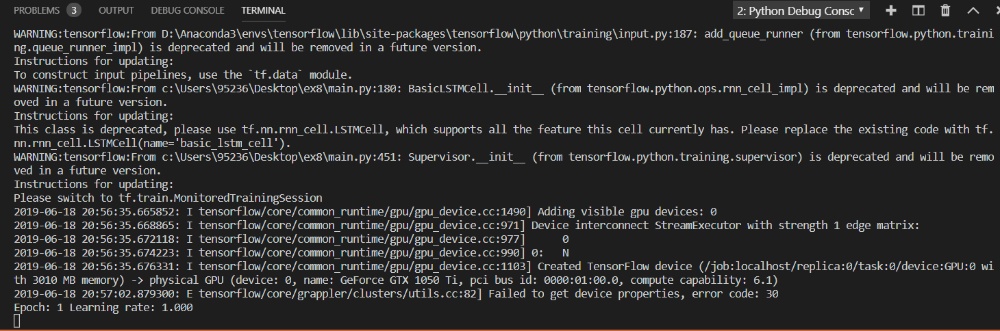 PROBLEMS 3 OUTPUT DEBUG CONSOLE TERMINAL 2: Python Debug Consc
WARNING:tensorflow:From D:\Anaconda3\envs\tensorflow\lib\site-packages\tensorflow\python\training\input.py:187: add_queue_runner (from tensorflow.python.traini
ng.queue_runner_impl) is deprecated and will be removed in a future version.
Instructions for updating:
To construct input pipelines, use the `tf.data` module.
WARNING:tensorflow:From c:\Users\95236\Desktop\ex8\main.py:180: BasicLSTMCell.__init__ (from tensorflow.python.ops.rnn_cell_impl) is deprecated and will be rem
oved in a future version.
Instructions for updating:
This class is deprecated, please use tf.nn.rnn_cell.LSTMCell, which supports all the feature this cell currently has. Please replace the existing code with tf.
nn.rnn_cell.LSTMCell(name='basic_lstm_cell').
WARNING:tensorflow:From c:\Users\95236\Desktop\ex8\main.py:451: Supervisor.__init__ (from tensorflow.python.training.supervisor) is deprecated and will be remo
ved in a future version.
Instructions for updating:
Please switch to tf.train.MonitoredTrainingSession
2019-06-18 20:56:35.665852: I tensorflow/core/common_runtime/gpu/gpu_device.cc:1490] Adding visible gpu devices: 0
2019-06-18 20:56:35.668865: I tensorflow/core/common_runtime/gpu/gpu_device.cc:971] Device interconnect StreamExecutor with strength 1 edge matrix:
2019-06-18 20:56:35.672118: I tensorflow/core/common_runtime/gpu/gpu_device.cc:977]      0
2019-06-18 20:56:35.674223: I tensorflow/core/common_runtime/gpu/gpu_device.cc:990] 0:   N
2019-06-18 20:56:35.676331: I tensorflow/core/common_runtime/gpu/gpu_device.cc:1103] Created TensorFlow device (/job:localhost/replica:0/task:0/device:GPU:0 wi
th 3010 MB memory) -> physical GPU (device: 0, name: GeForce GTX 1050 Ti, pci bus id: 0000:01:00.0, compute capability: 6.1)
2019-06-18 20:57:02.879300: E tensorflow/core/grappler/clusters/utils.cc:82] Failed to get device properties, error code: 30
Epoch: 1 Learning rate: 1.000